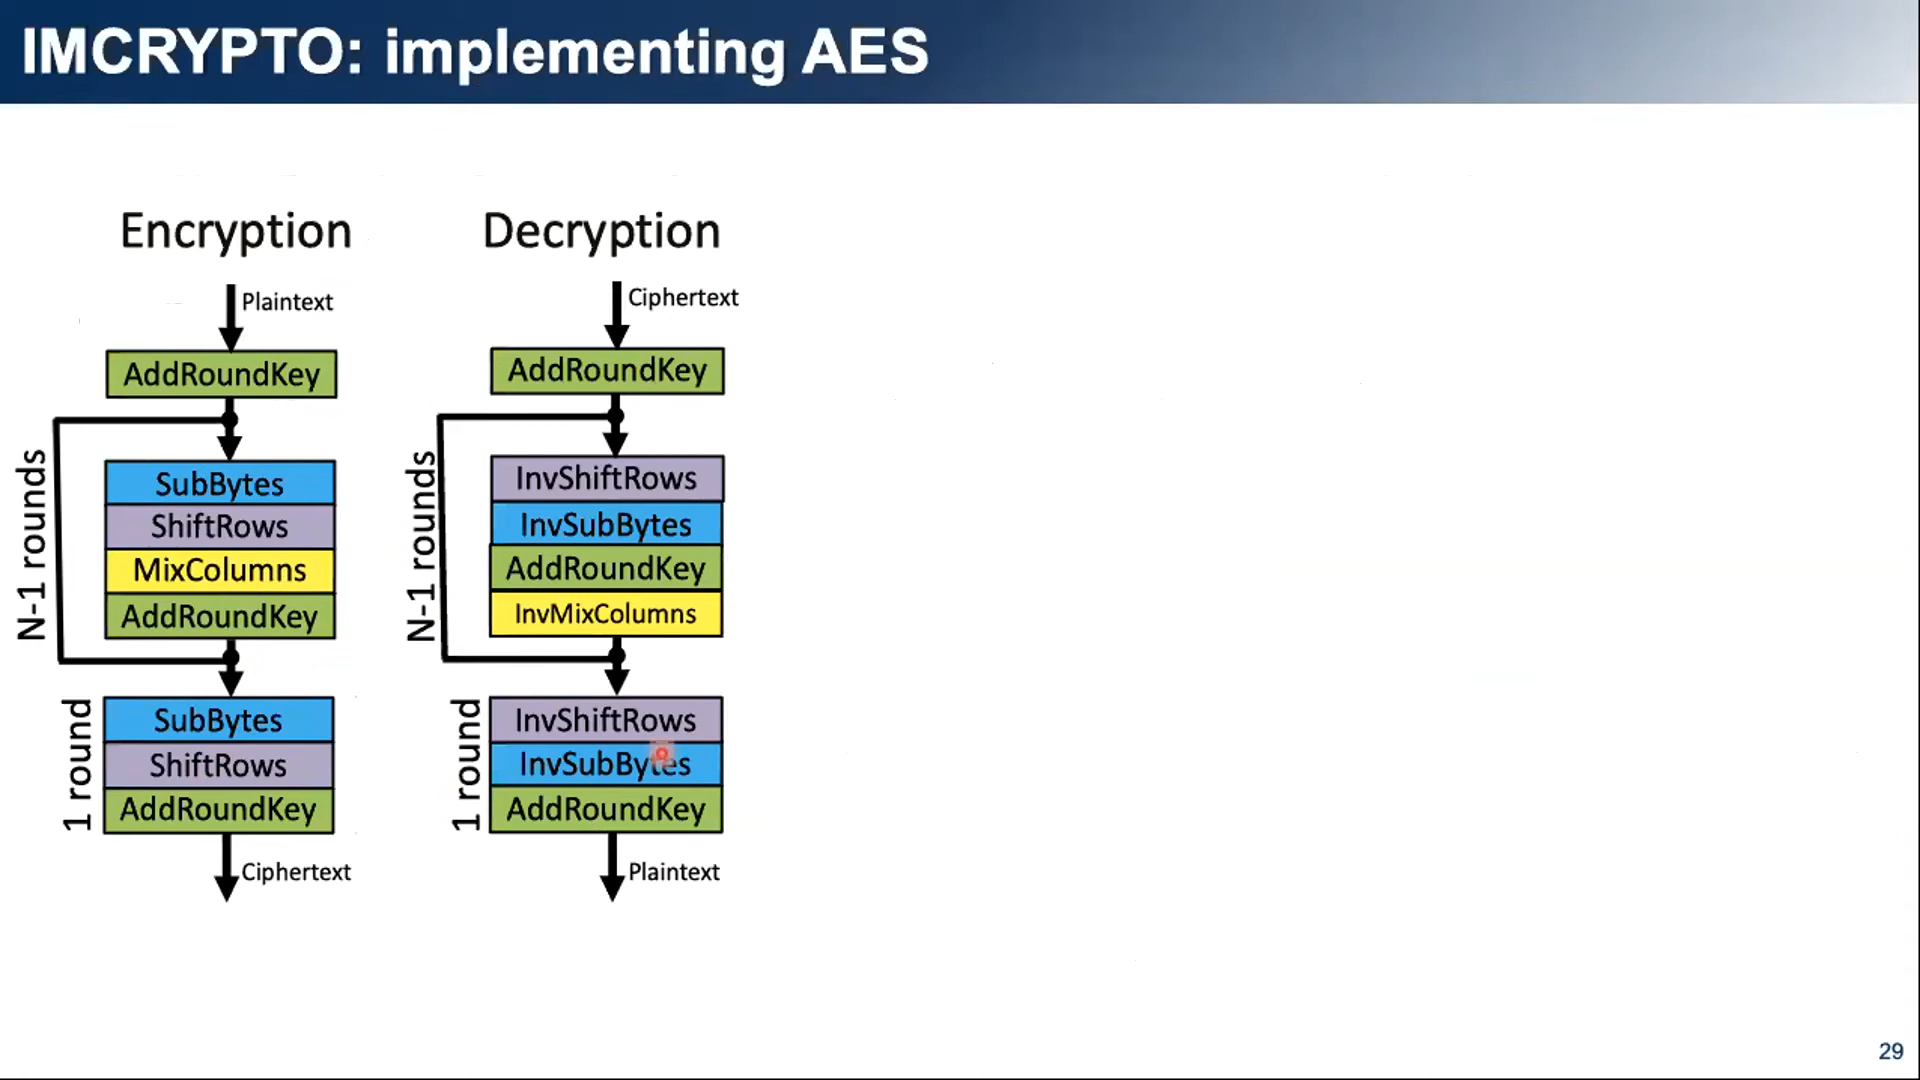 IMCRYPTO: implementing AES
Encryption
Plaintext
AddRoundKey
N-1 rounds
SubBytes
ShiftRows
MixColumns
AddRoundKey
1 round
SubBytes
ShiftRows
AddRoundKey
Ciphertext
Decryption
Ciphertext
AddRoundKey
N-1 rounds
InvShiftRows
InvSubBytes
AddRoundKey
InvMixColumns
1 round
InvShiftRows
InvSubBytes
AddRoundKey
Plaintext
29